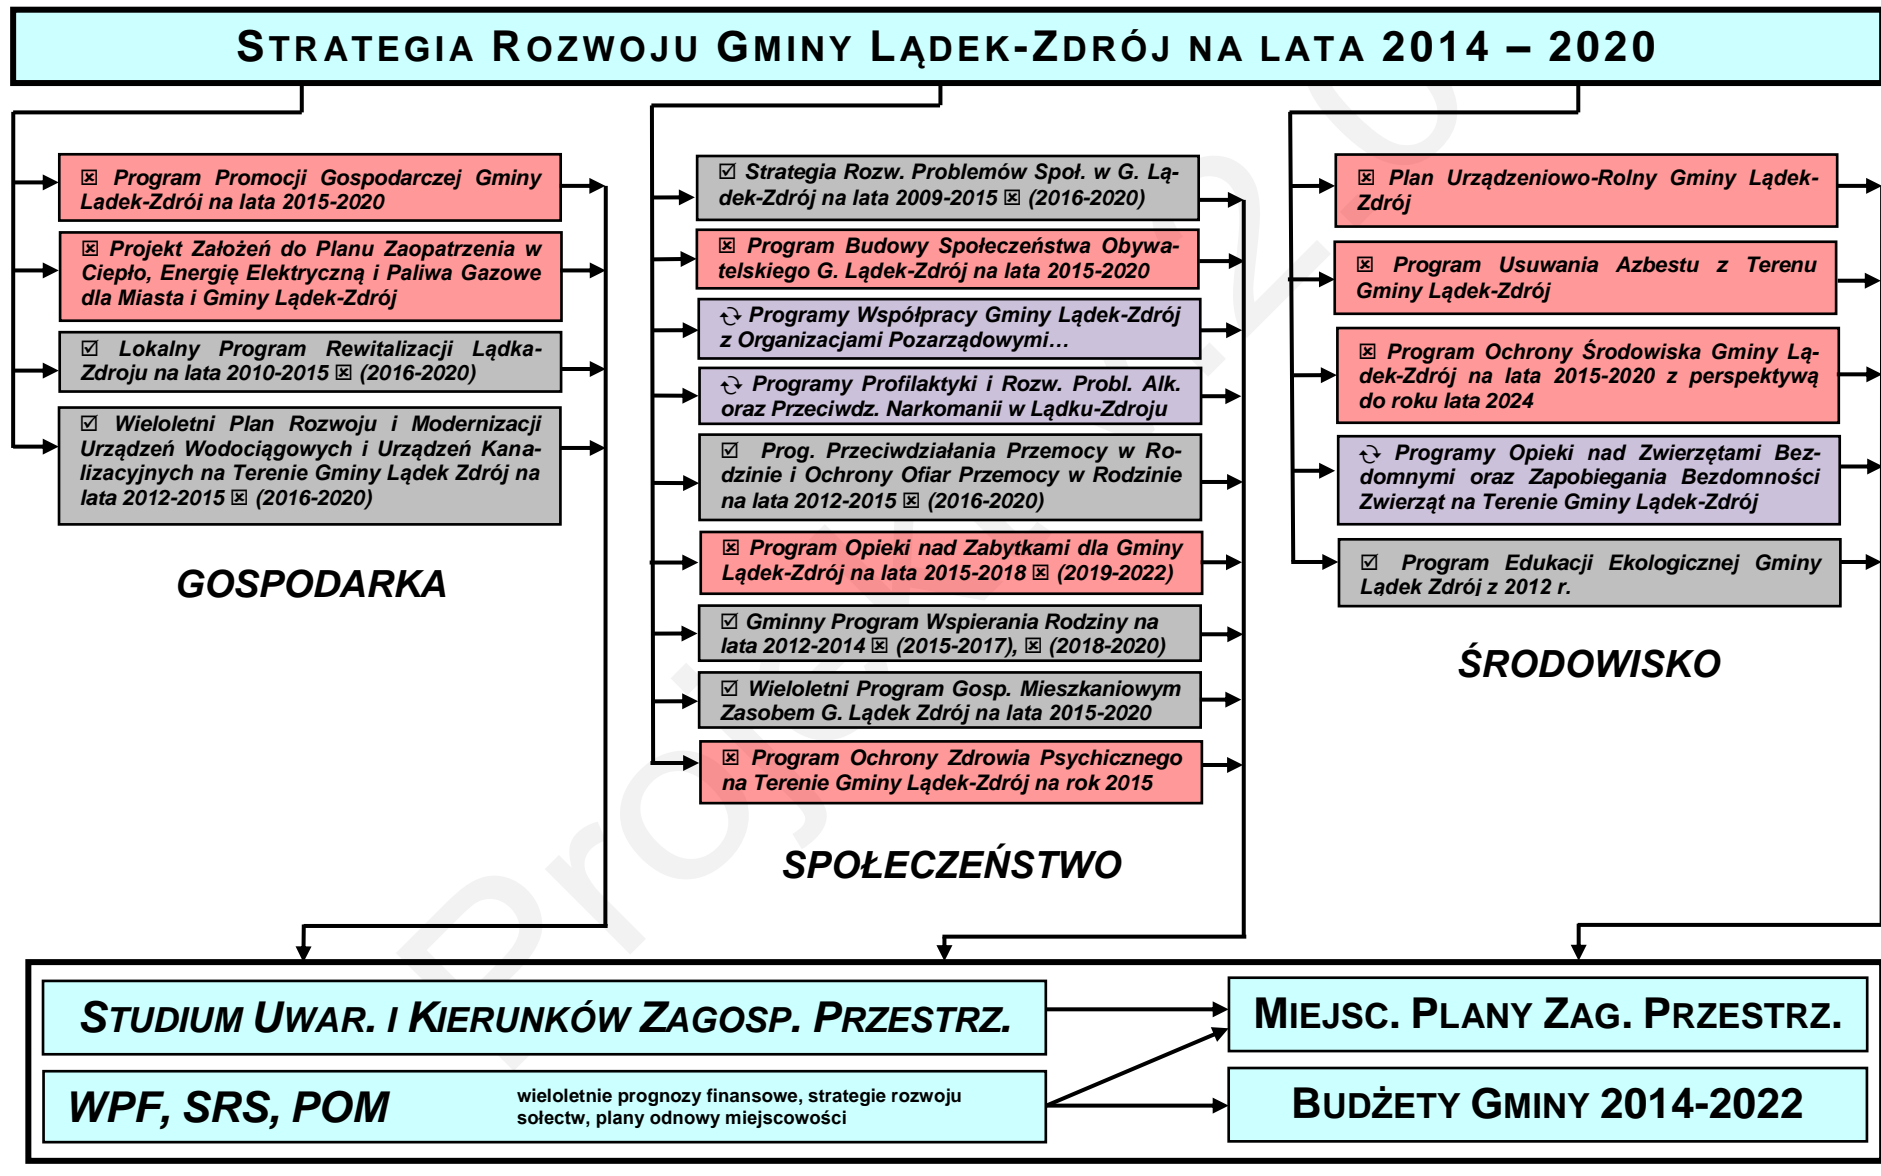 STRATEGIA ROZWOJU GMINY LĄDEK-ZDRÓJ NA LATA 2014 – 2020
☒ Program Promocji Gospodarczej Gminy
Lądek-Zdrój na lata 2015-2020
☒ Projekt Założeń do Planu Zaopatrzenia w
Ciepło, Energię Elektryczną i Paliwa Gazowe
dla Miasta i Gminy Lądek-Zdrój
☑ Lokalny Program Rewitalizacji Lądka-
Zdroju na lata 2010-2015 ☒ (2016-2020)
☑ Wieloletni Plan Rozwoju i Modernizacji
Urządzeń Wodociągowych i Urządzeń Kana-
lizacyjnych na Terenie Gminy Lądek Zdrój na
lata 2012-2015 ☒ (2016-2020)
GOSPODARKA
☑ Strategia Rozw. Problemów Społ. w G. Lą-
dek-Zdrój na lata 2009-2015 ☒ (2016-2020)
☒ Program Budowy Społeczeństwa Obywa-
telskiego G. Lądek-Zdrój na lata 2015-2020
Programy Współpracy Gminy Lądek-Zdrój
z Organizacjami Pozarządowymi…
Programy Profilaktyki i Rozw. Probl. Alk.
oraz Przeciwdz. Narkomanii w Lądku-Zdroju
☑ Prog. Przeciwdziałania Przemocy w Ro-
dzinie i Ochrony Ofiar Przemocy w Rodzinie
na lata 2012-2015 ☒ (2016-2020)
☒ Program Opieki nad Zabytkami dla Gminy
Lądek-Zdrój na lata 2015-2018 ☒ (2019-2022)
☑ Gminny Program Wspierania Rodziny na
lata 2012-2014 ☒ (2015-2017), ☒ (2018-2020)
☑ Wieloletni Program Gosp. Mieszkaniowym
Zasobem G. Lądek Zdrój na lata 2015-2020
☒ Program Ochrony Zdrowia Psychicznego
na Terenie Gminy Lądek-Zdrój na rok 2015
SPOŁECZEŃSTWO
☒ Plan Urządzeniowo-Rolny Gminy Lądek-
Zdrój
☒ Program Usuwania Azbestu z Terenu
Gminy Lądek-Zdrój
☒ Program Ochrony Środowiska Gminy Lą-
dek-Zdrój na lata 2015-2020 z perspektywą
do roku lata 2024
Programy Opieki nad Zwierzętami Bez-
domnymi oraz Zapobiegania Bezdomności
Zwierząt na Terenie Gminy Lądek-Zdrój
☑ Program Edukacji Ekologicznej Gminy
Lądek Zdrój z 2012 r.
ŚRODOWISKO
STUDIUM UWAR. I KIERUNKÓW ZAGOSP. PRZESTRZ.
MIEJSC. PLANY ZAG. PRZESTRZ.
WPF, SRS, POM
wieloletnie prognozy finansowe, strategie rozwoju
sołectw, plany odnowy miejscowości
BUDŻETY GMINY 2014-2022